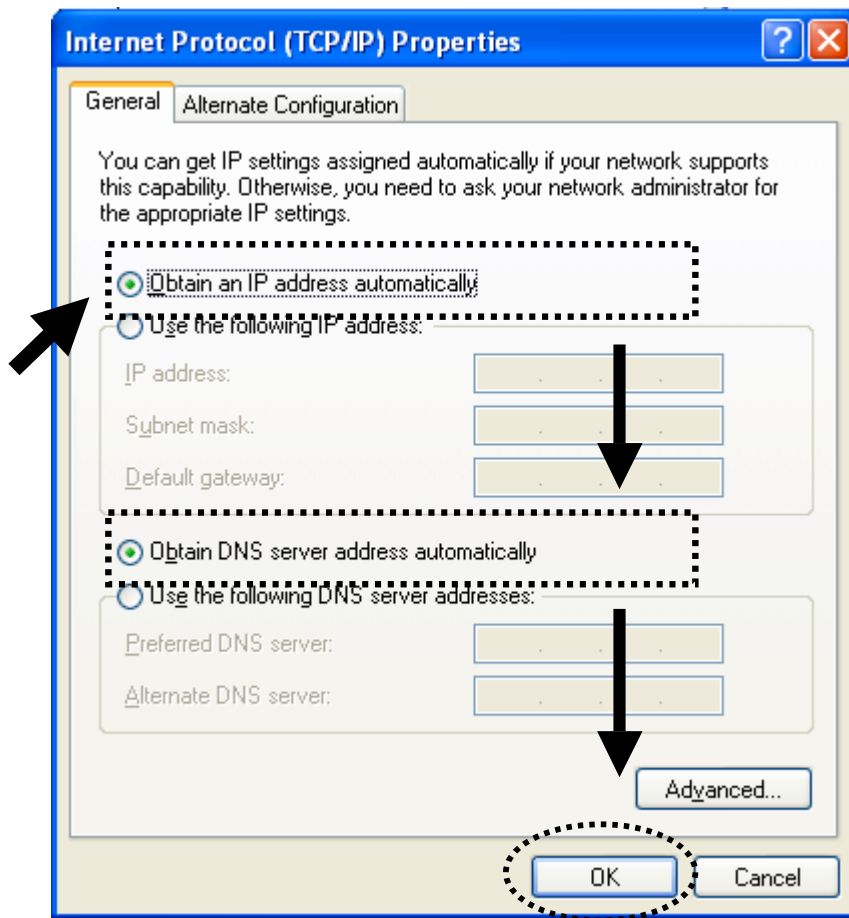 Internet Protocol (TCP/IP) Properties
General
Alternate Configuration
You can get IP settings assigned automatically if your network supports
this capability. Otherwise, you need to ask your network administrator for
the appropriate IP settings.
Obtain an IP address automatically
Use the following IP address:
IP address:
Subnet mask:
Default gateway:
Obtain DNS server address automatically
Use the following DNS server addresses:
Preferred DNS server:
Alternate DNS server:
Advanced...
OK
Cancel